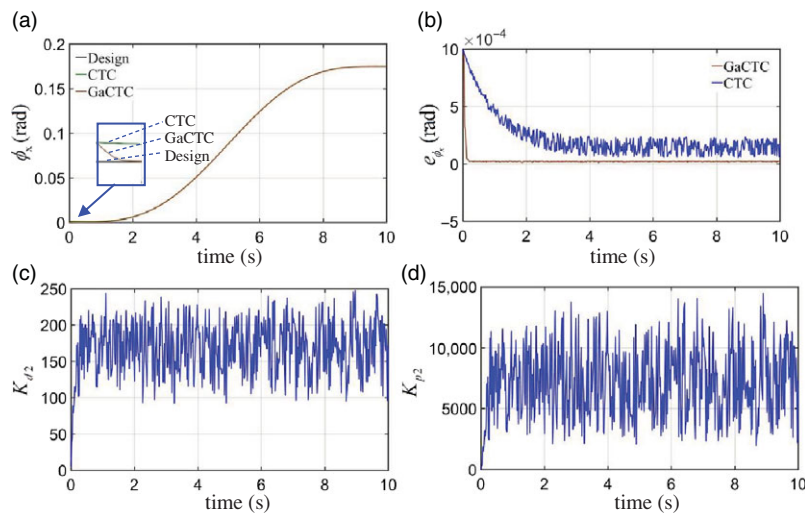 (a)
0.2
0.15
0.1
0.05
0
ϕx (rad)
Design
CTC
GaCTC
CTC
GaCTC
Design
0 2 4 6 8 10
time (s)
(b)
×10−4
10
5
0
−5
eϕx
GaCTC
CTC
0 2 4 6 8 10
time (s)
(c)
250
200
150
100
50
0
Kd2
0 2 4 6 8 10
time (s)
(d)
15,000
10,000
5000
0
Kp2
0 2 4 6 8 10
time (s)